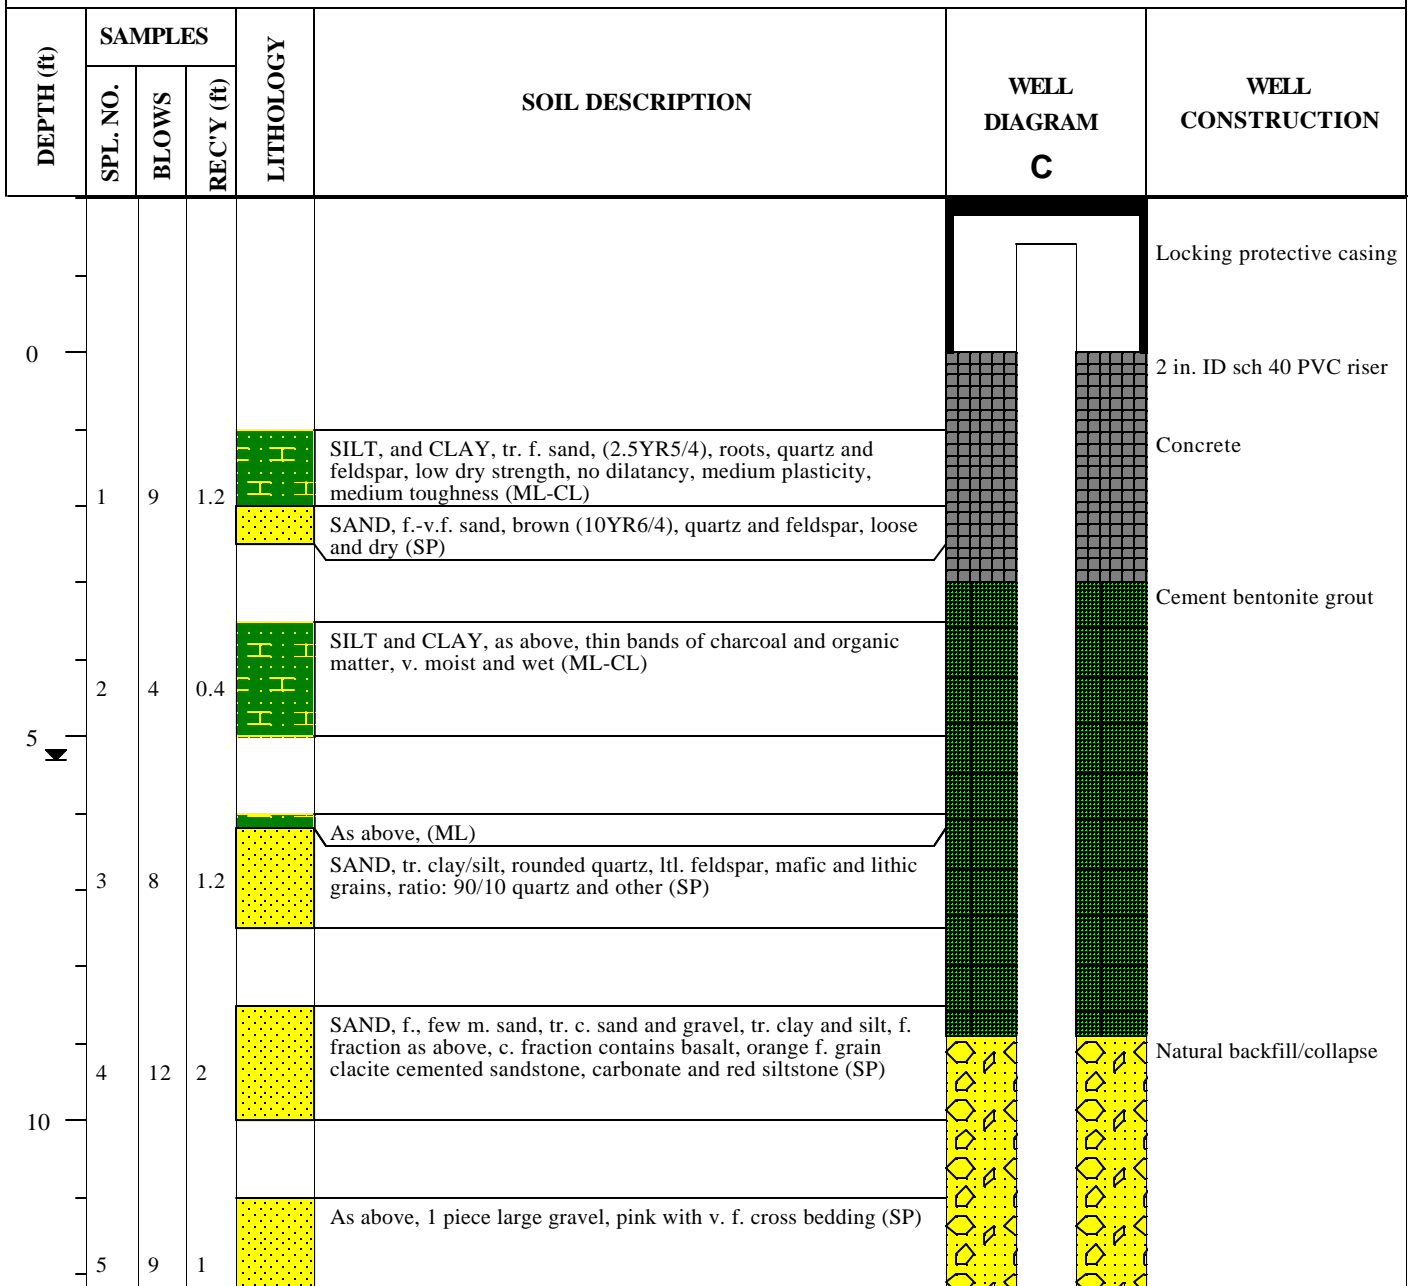 DEPTH (ft)
SAMPLES
SPL. NO.
BLOWS
REC'Y (ft)
LITHOLOGY
SOIL DESCRIPTION
WELL
DIAGRAM
C
WELL
CONSTRUCTION
Locking protective casing
0
2 in. ID sch 40 PVC riser
SILT, and CLAY, tr. f. sand, (2.5YR5/4), roots, quartz and
feldspar, low dry strength, no dilatancy, medium plasticity,
medium toughness (ML-CL)
Concrete
1 9 1.2
SAND, f.-v.f. sand, brown (10YR6/4), quartz and feldspar, loose
and dry (SP)
Cement bentonite grout
SILT and CLAY, as above, thin bands of charcoal and organic
matter, v. moist and wet (ML-CL)
2 4 0.4
5
As above, (ML)
SAND, tr. clay/silt, rounded quartz, ltl. feldspar, mafic and lithic
grains, ratio: 90/10 quartz and other (SP)
3 8 1.2
SAND, f., few m. sand, tr. c. sand and gravel, tr. clay and silt, f.
fraction as above, c. fraction contains basalt, orange f. grain
clacite cemented sandstone, carbonate and red siltstone (SP)
Natural backfill/collapse
4 12 2
10
As above, 1 piece large gravel, pink with v. f. cross bedding (SP)
5 9 1